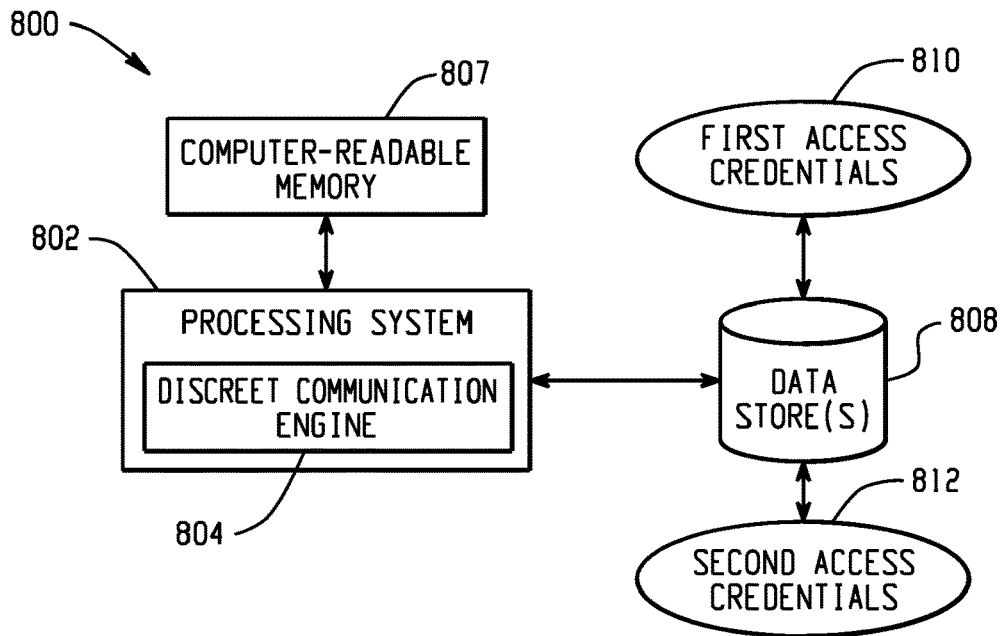 800
807
COMPUTER-READABLE
MEMORY
810
FIRST ACCESS
CREDENTIALS
802
PROCESSING SYSTEM
DISCREET COMMUNICATION
ENGINE
804
808
DATA
STORE(S)
812
SECOND ACCESS
CREDENTIALS